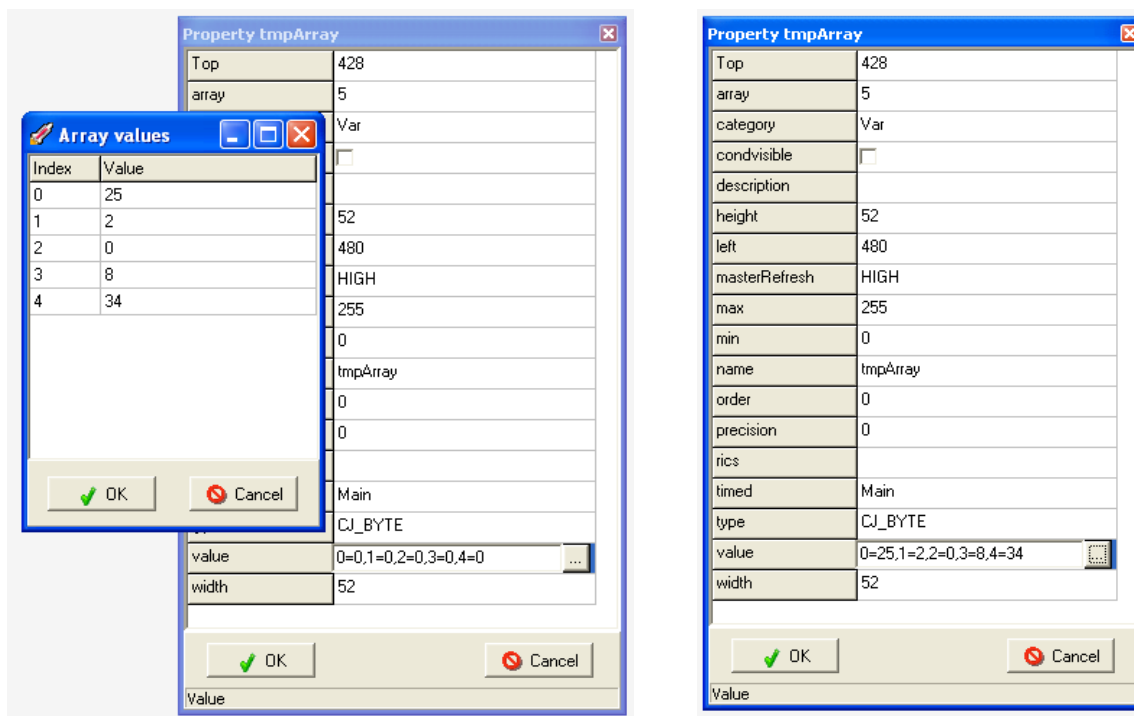 Property tmpArray
Top 428
array 5
Var
52
480
HIGH
255
0
tmpArray
0
0
Main
CJ_BYTE
value 0=0,1=0,2=0,3=0,4=0 ...
width 52
OK Cancel
Value
Array values
Index Value
0 25
1 2
2 0
3 8
4 34
OK Cancel
Property tmpArray
Top 428
array 5
category Var
condvisible
description
height 52
left 480
masterRefresh HIGH
max 255
min 0
name tmpArray
order 0
precision 0
rics
timed Main
type CJ_BYTE
value 0=25,1=2,2=0,3=8,4=34 ...
width 52
OK Cancel
Value